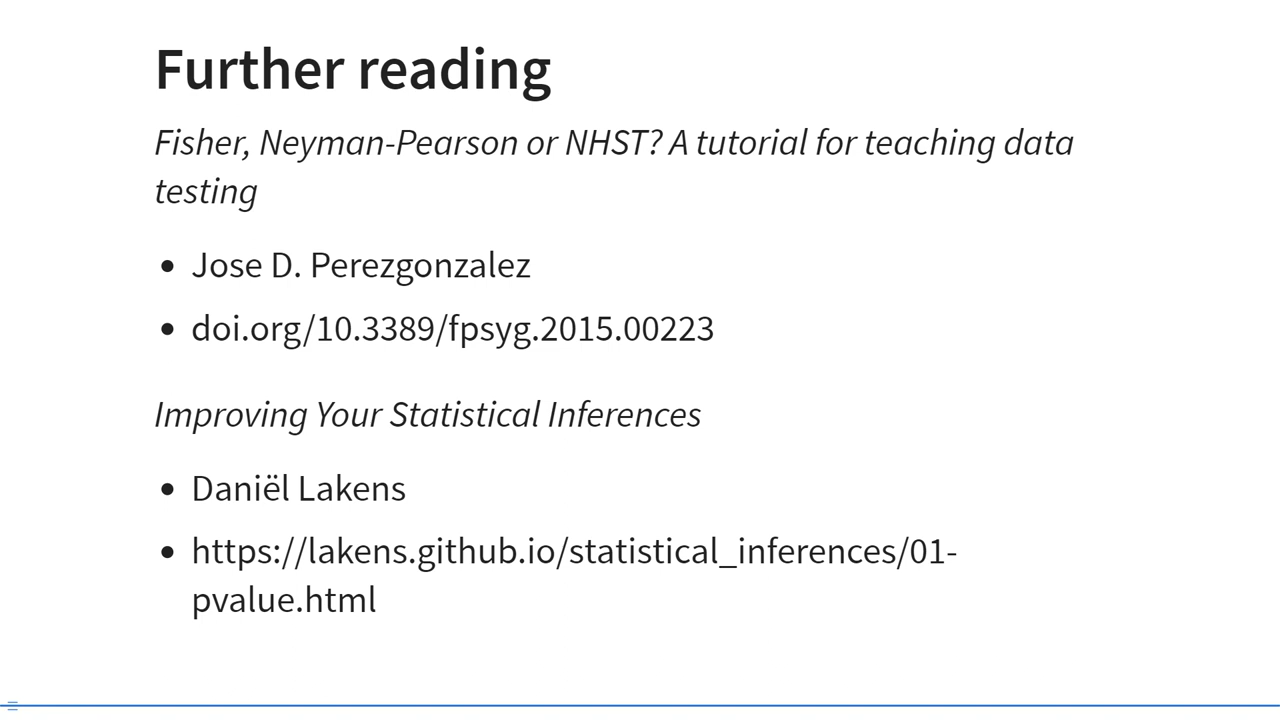 Further reading
Fisher, Neyman-Pearson or NHST? A tutorial for teaching data
testing
• Jose D. Perezgonzalez
• doi.org/10.3389/fpsyg.2015.00223
Improving Your Statistical Inferences
• Daniël Lakens
• https://lakens.github.io/statistical_inferences/01-
pvalue.html